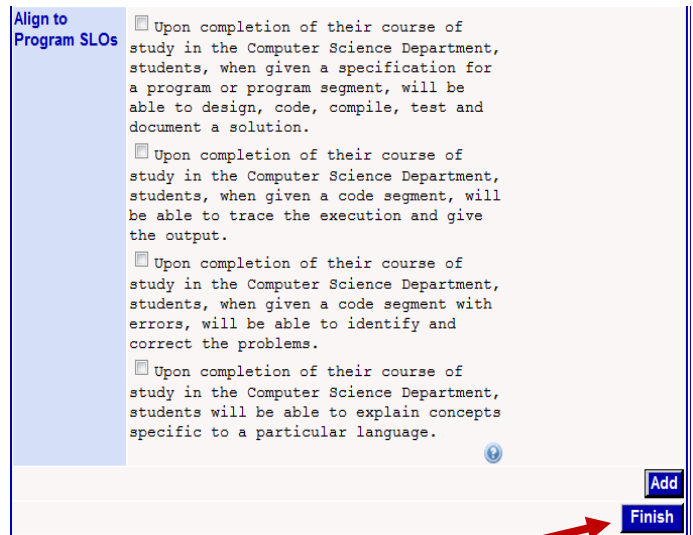 Align to
Program SLOs
Upon completion of their course of
study in the Computer Science Department,
students, when given a specification for
a program or program segment, will be
able to design, code, compile, test and
document a solution.
Upon completion of their course of
study in the Computer Science Department,
students, when given a code segment, will
be able to trace the execution and give
the output.
Upon completion of their course of
study in the Computer Science Department,
students, when given a code segment with
errors, will be able to identify and
correct the problems.
Upon completion of their course of
study in the Computer Science Department,
students will be able to explain concepts
specific to a particular language.
?
Add
Finish